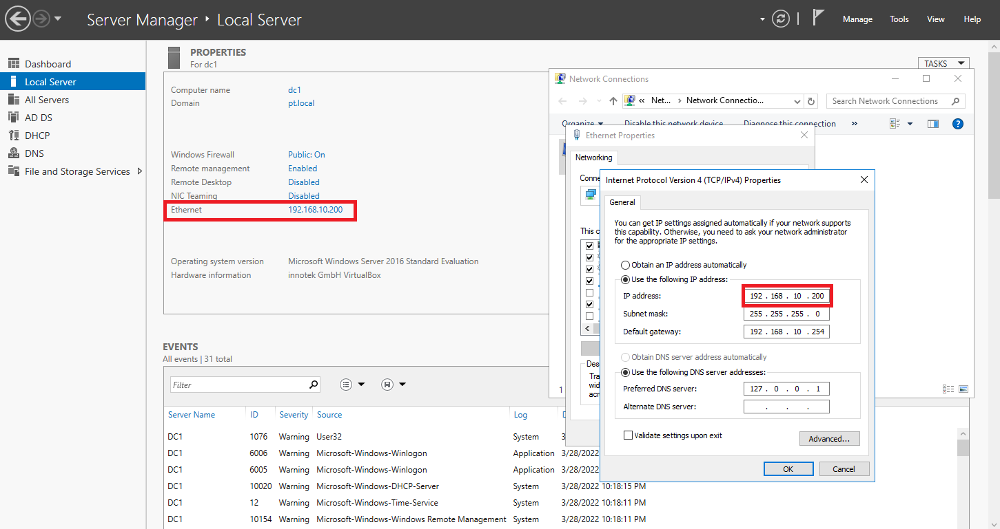 Server Manager ‣ Local Server
Manage Tools View Help
Dashboard
Local Server
All Servers
AD DS
DHCP
DNS
File and Storage Services
PROPERTIES
For dc1
TASKS
Computer name dc1
Domain pt.local
Windows Firewall Public: On
Remote management Enabled
Remote Desktop Disabled
NIC Teaming Disabled
Ethernet 192.168.10.200
Operating system version Microsoft Windows Server 2016 Standard Evaluation
Hardware information innotek GmbH VirtualBox
EVENTS
All events | 31 total
Filter
Server Name ID Severity Source Log
DC1 1076 Warning User32 System 3
DC1 6006 Warning Microsoft-Windows-Winlogon Application 3/28/2022
DC1 6005 Warning Microsoft-Windows-Winlogon Application 3/28/2022
DC1 10020 Warning Microsoft-Windows-DHCP-Server System 3/28/2022 10:18:15 PM
DC1 12 Warning Microsoft-Windows-Time-Service System 3/28/2022 10:18:11 PM
DC1 10154 Warning Microsoft-Windows-Windows Remote Management System 3/28/2022 10:18:11 PM
Network Connections
« Net... › Network Connectio...
Search Network Connections
Organize Disable this network device Diagnose this connection »
1
Ethernet Properties
Networking
Conne
This c
Des
Tra
wid
acr
Internet Protocol Version 4 (TCP/IPv4) Properties
General
You can get IP settings assigned automatically if your network supports
this capability. Otherwise, you need to ask your network administrator
for the appropriate IP settings.
Obtain an IP address automatically
Use the following IP address:
IP address: 192 . 168 . 10 . 200
Subnet mask: 255 . 255 . 255 . 0
Default gateway: 192 . 168 . 10 . 254
Obtain DNS server address automatically
Use the following DNS server addresses:
Preferred DNS server: 127 . 0 . 0 . 1
Alternate DNS server: . . .
Validate settings upon exit
Advanced...
OK Cancel